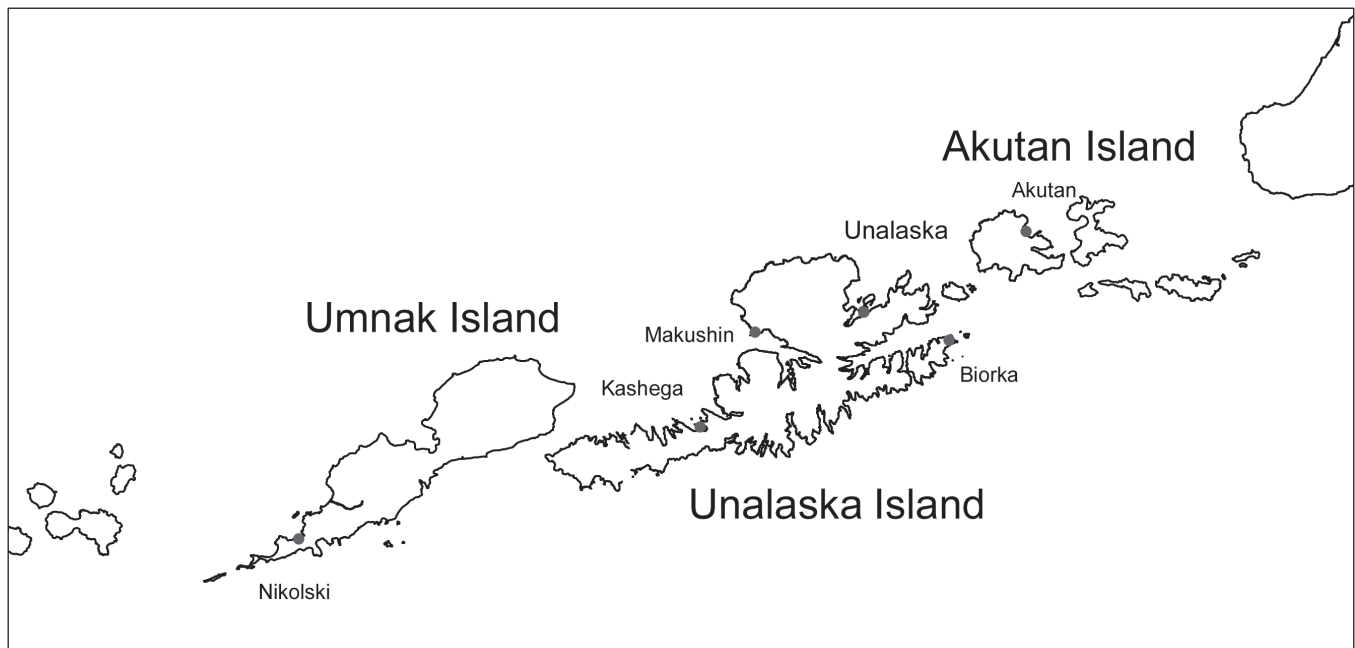 Akutan Island
Akutan
Unalaska
Umnak Island
Makushin
Biorka
Kashega
Unalaska Island
Nikolski